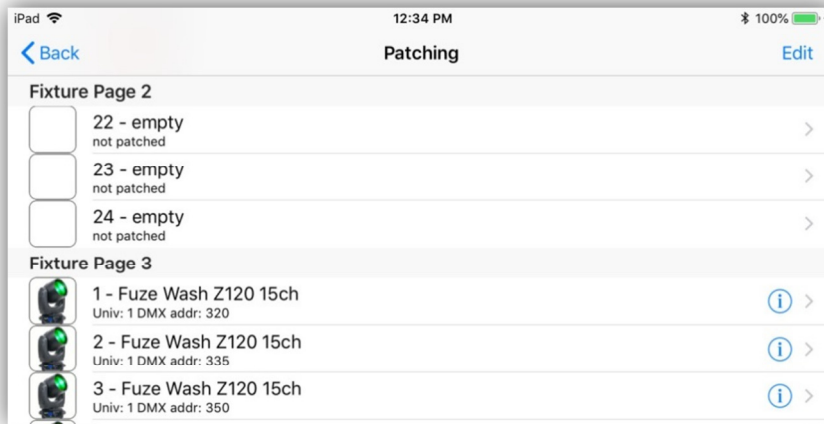 iPad 12:34 PM 100%
Back Patching Edit
Fixture Page 2
22 - empty
not patched
23 - empty
not patched
24 - empty
not patched
Fixture Page 3
1 - Fuze Wash Z120 15ch
Univ: 1 DMX addr: 320
2 - Fuze Wash Z120 15ch
Univ: 1 DMX addr: 335
3 - Fuze Wash Z120 15ch
Univ: 1 DMX addr: 350